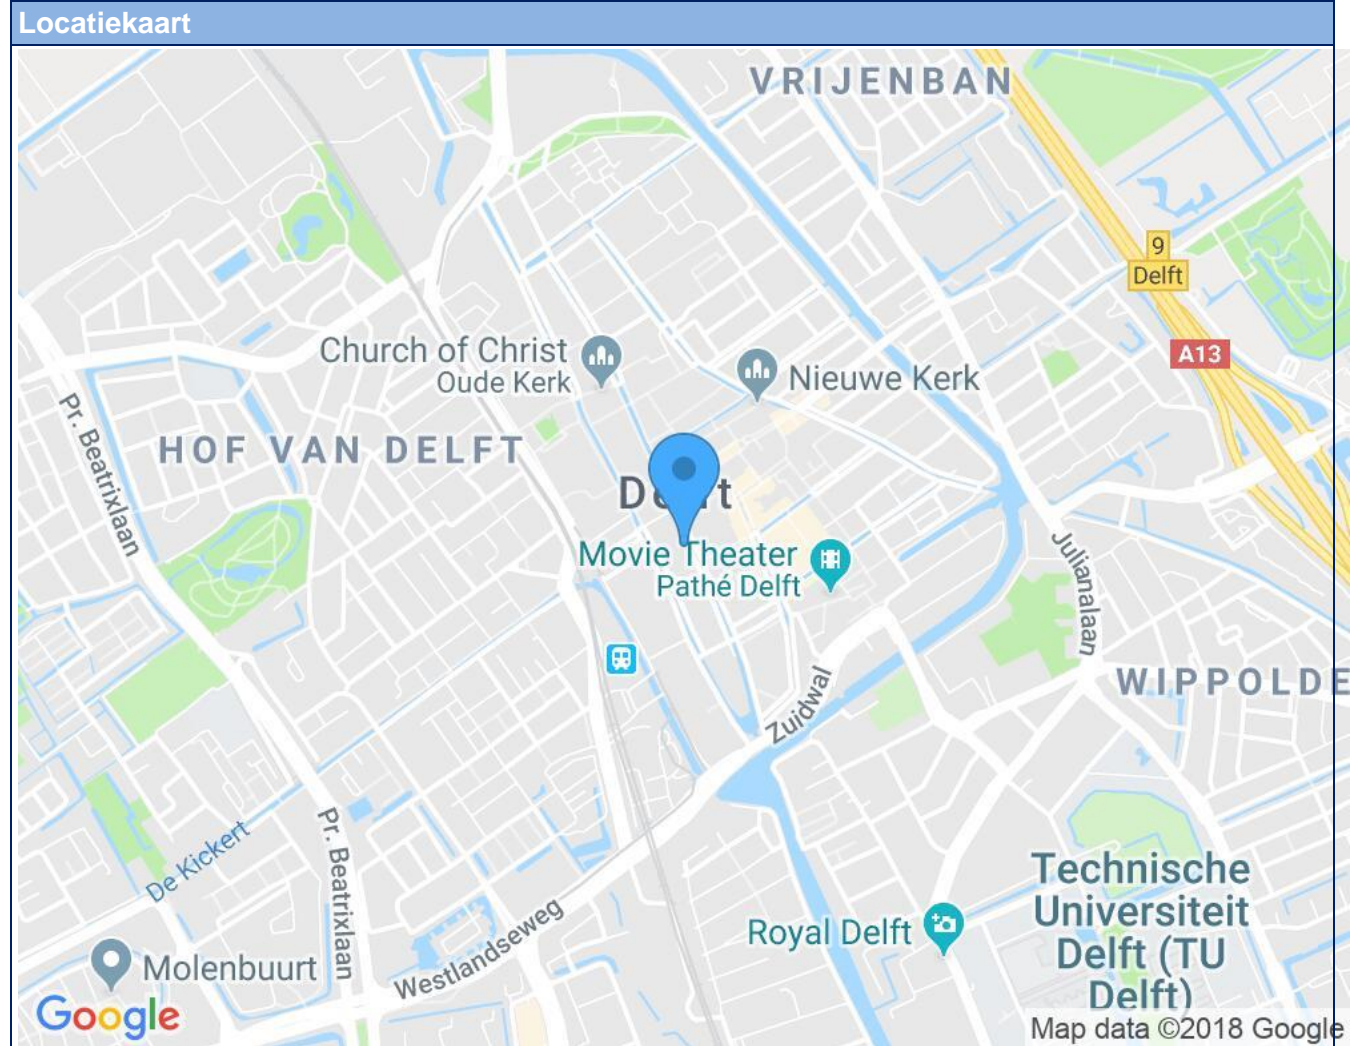 Locatiekaart
VRIJENBAN
9
Delft
A13
Church of Christ
Oude Kerk
Nieuwe Kerk
Pr. Beatrixlaan
HOF VAN DELFT
Movie Theater
Pathé Delft
Julianalaan
WIPPOLDE
Zuidwal
De Kickert
Pr. Beatrixlaan
Westlandseweg
Royal Delft
Technische
Universiteit
Delft (TU
Delft)
Molenbuurt
Google
Map data ©2018 Google